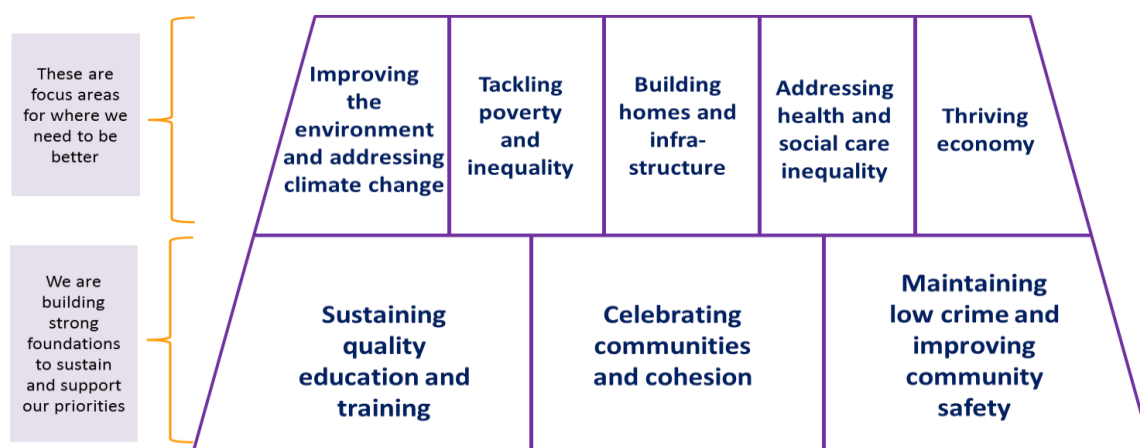 These are
focus areas
for where we
need to be
better
Improving
the
environment
and addressing
climate change
Tackling
poverty
and
inequality
Building
homes and
infra-
structure
Addressing
health and
social care
inequality
Thriving
economy
We are
building
strong
foundations
to sustain
and support
our priorities
Sustaining
quality
education and
training
Celebrating
communities
and cohesion
Maintaining
low crime and
improving
community
safety